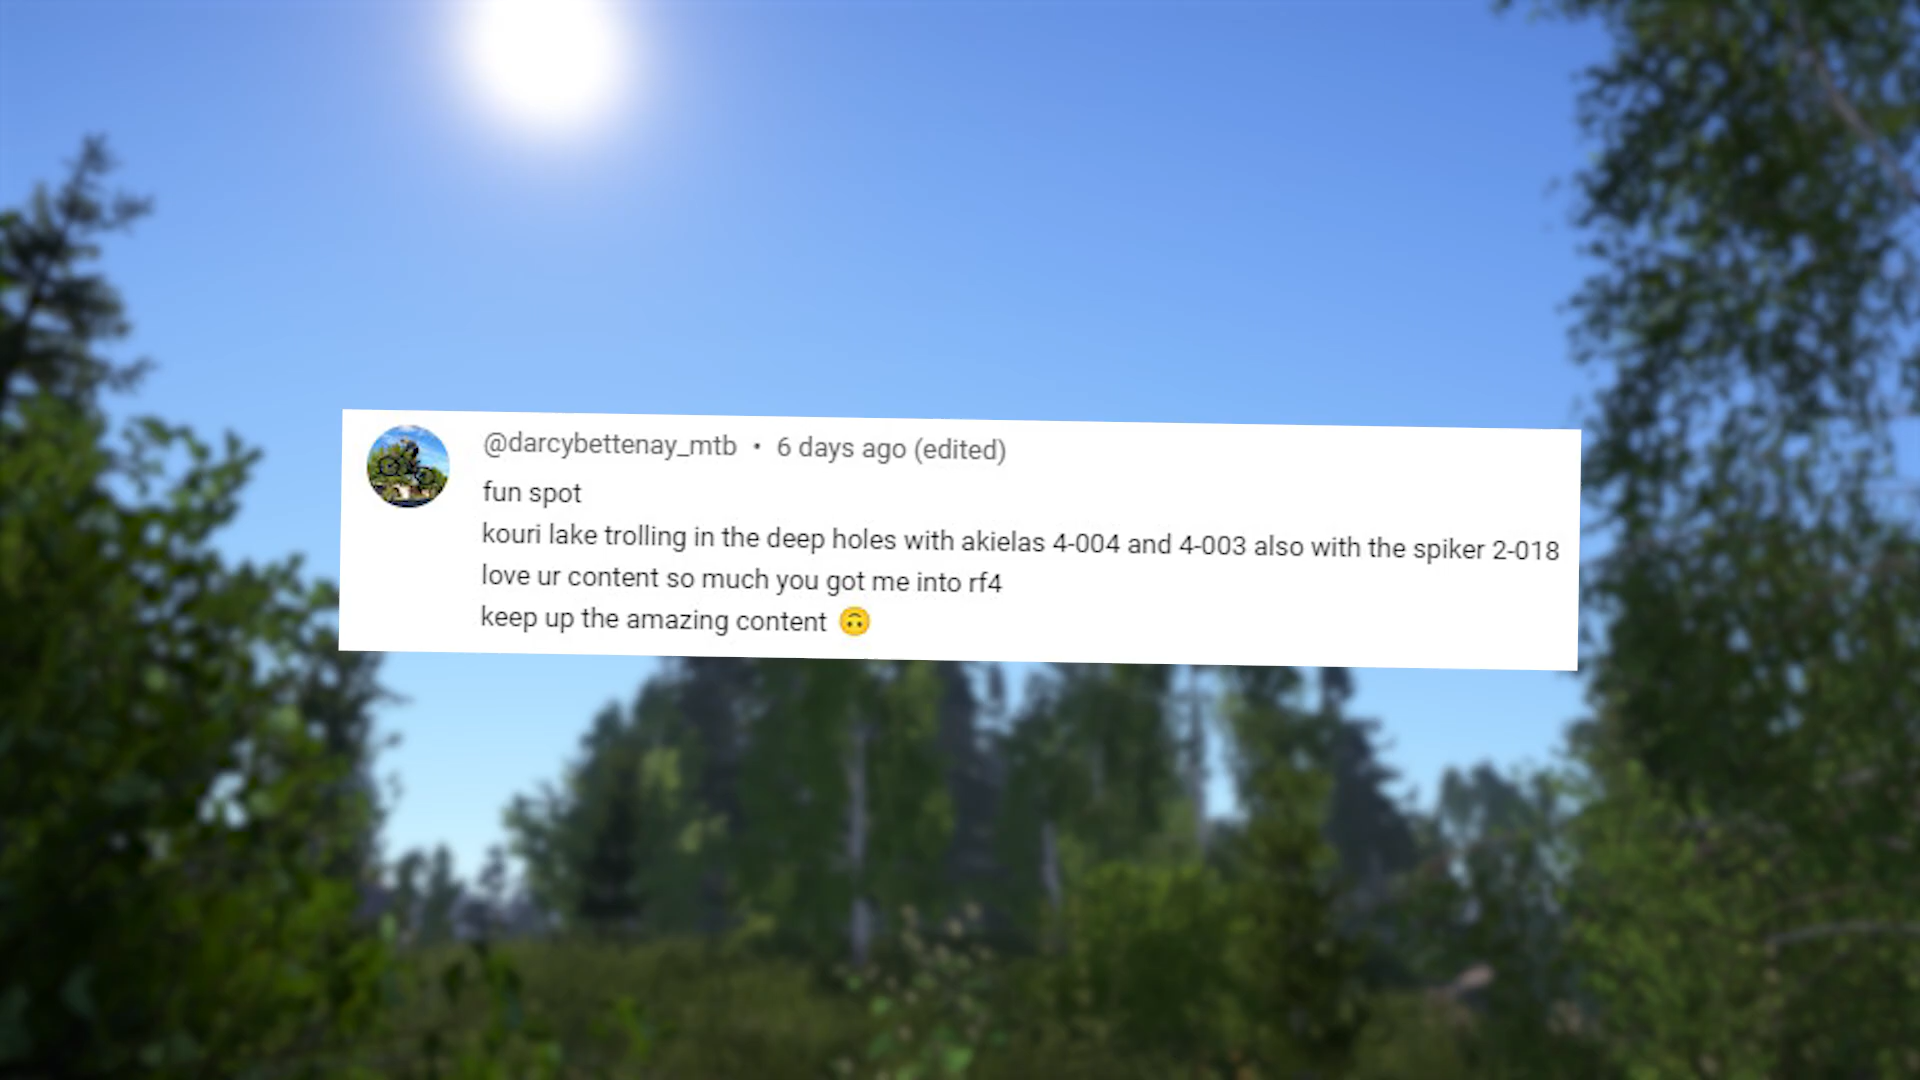 @darcybettenay_mtb • 6 days ago (edited)
fun spot
kouri lake trolling in the deep holes with akielas 4-004 and 4-003 also with the spiker 2-018
love ur content so much you got me into rf4
keep up the amazing content 🙃